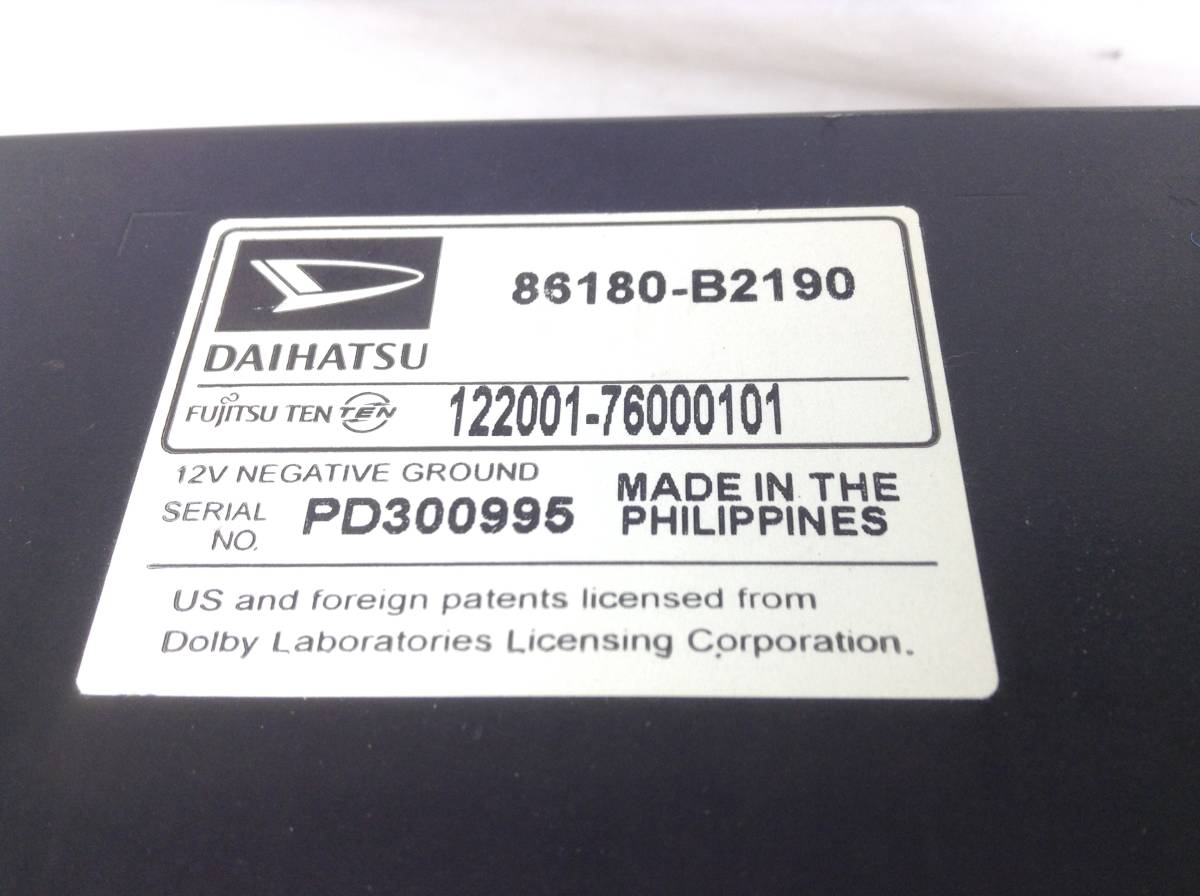 86180-B2190
DAIHATSU
FUJITSU TEN TEN 122001-76000101
12V NEGATIVE GROUND
SERIAL NO. PD300995
MADE IN THE
PHILIPPINES
US and foreign patents licensed from
Dolby Laboratories Licensing Corporation.